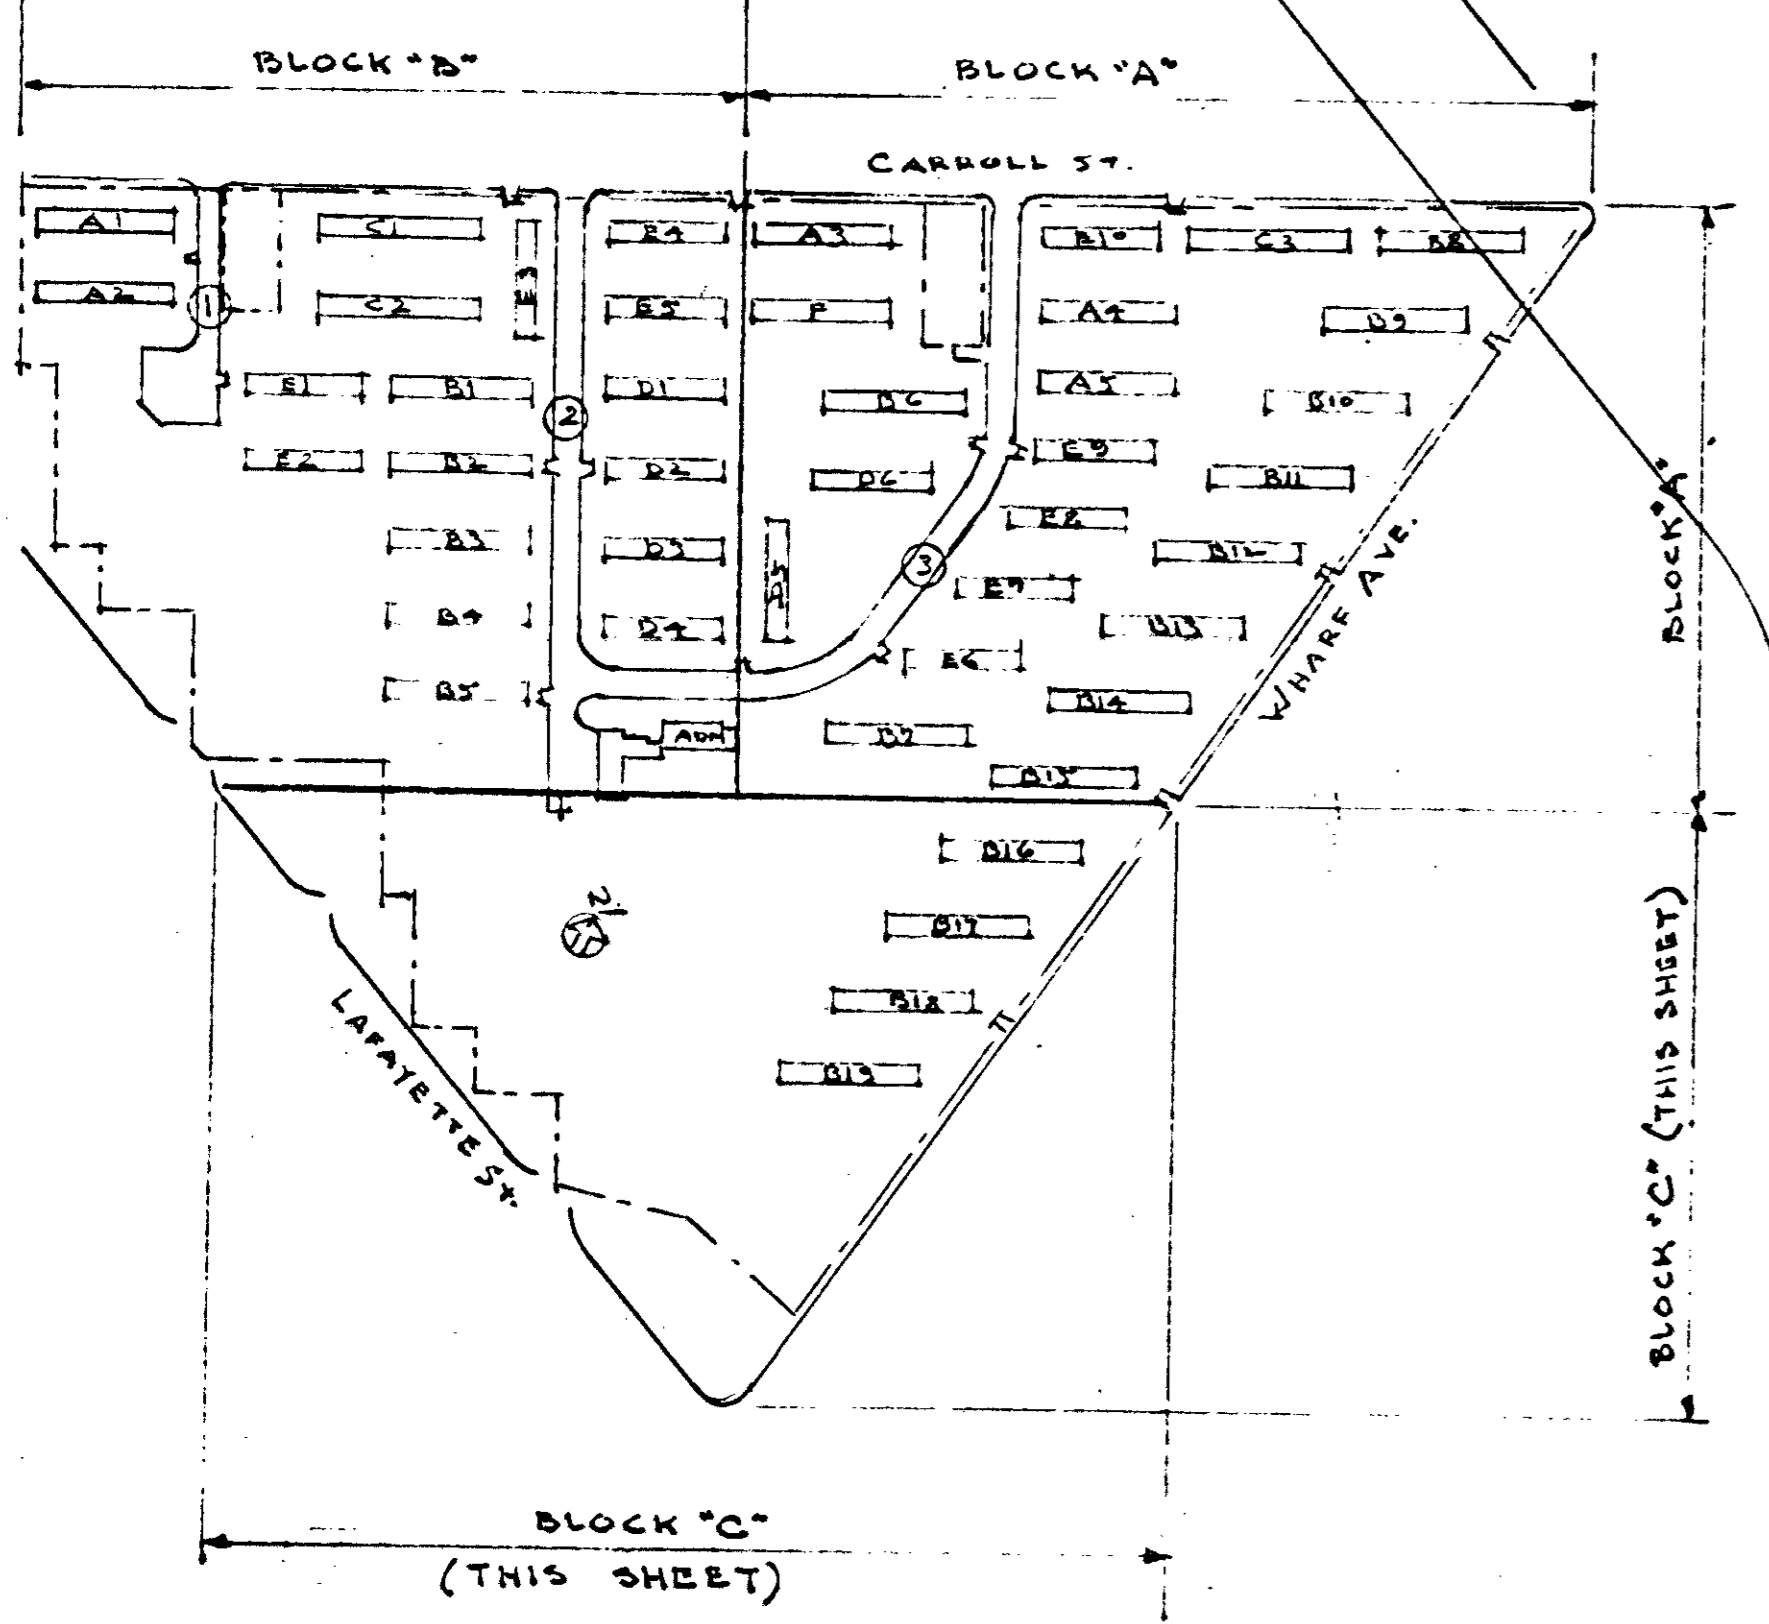 BLOCK "B"
BLOCK "A"
CARROLL ST.
A1
C1
E3
E4
A3
E10
C3
B8
A2
1
C2
E5
F
A4
B9
E1
B1
2
D1
B6
A5
B10
E2
B2
D2
D6
E9
B11
B3
D3
D5
3
E8
B12
E7
B4
D4
E6
B13
B5
ADM
B7
B14
B15
WHARF AVE.
BLOCK "A"
B16
B17
B18
B19
LAFAYETTE ST.
BLOCK "C" (THIS SHEET)
BLOCK "C"
(THIS SHEET)